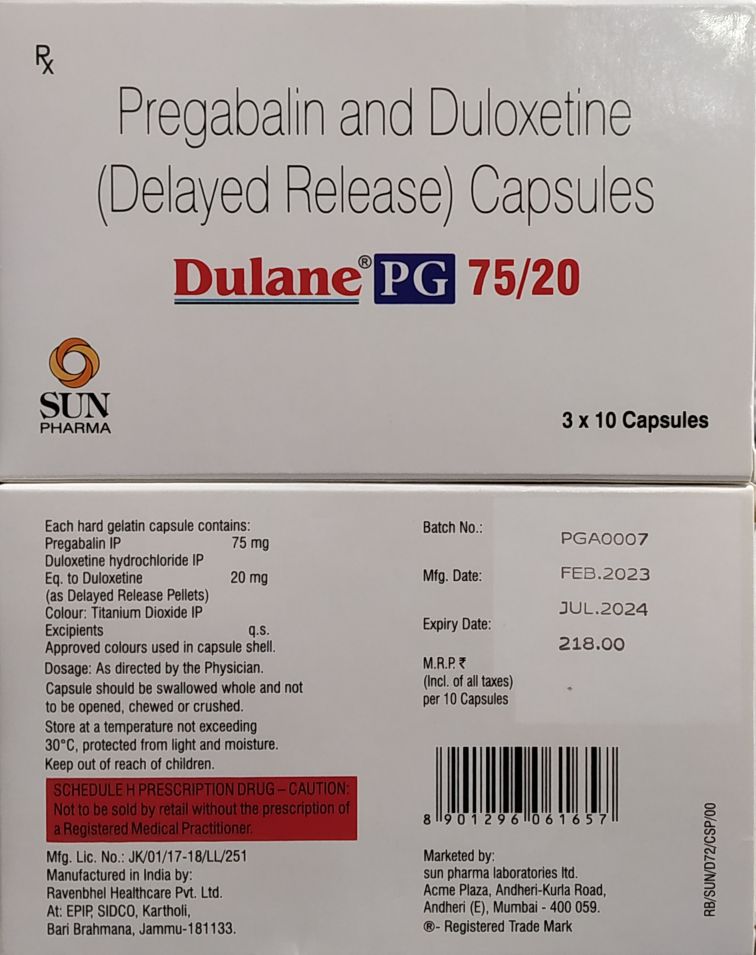 Rx
Pregabalin and Duloxetine
(Delayed Release) Capsules
Dulane® PG 75/20
SUN
PHARMA
3 x 10 Capsules
Each hard gelatin capsule contains:
Pregabalin IP 75 mg
Duloxetine hydrochloride IP
Eq. to Duloxetine 20 mg
(as Delayed Release Pellets)
Colour: Titanium Dioxide IP
Excipients q.s.
Approved colours used in capsule shell.
Dosage: As directed by the Physician.
Capsule should be swallowed whole and not
to be opened, chewed or crushed.
Store at a temperature not exceeding
30°C, protected from light and moisture.
Keep out of reach of children.
SCHEDULE H PRESCRIPTION DRUG – CAUTION:
Not to be sold by retail without the prescription of
a Registered Medical Practitioner.
Mfg. Lic. No.: JK/01/17-18/LL/251
Manufactured in India by:
Ravenbhel Healthcare Pvt. Ltd.
At: EPIP, SIDCO, Kartholi,
Bari Brahmana, Jammu-181133.
Batch No.: PGA0007
Mfg. Date: FEB.2023
Expiry Date: JUL.2024
M.R.P. ₹ 218.00
(Incl. of all taxes)
per 10 Capsules
8 901296 061657
Marketed by:
sun pharma laboratories ltd.
Acme Plaza, Andheri-Kurla Road,
Andheri (E), Mumbai - 400 059.
®- Registered Trade Mark
RB/SUN/D72/CSP/00